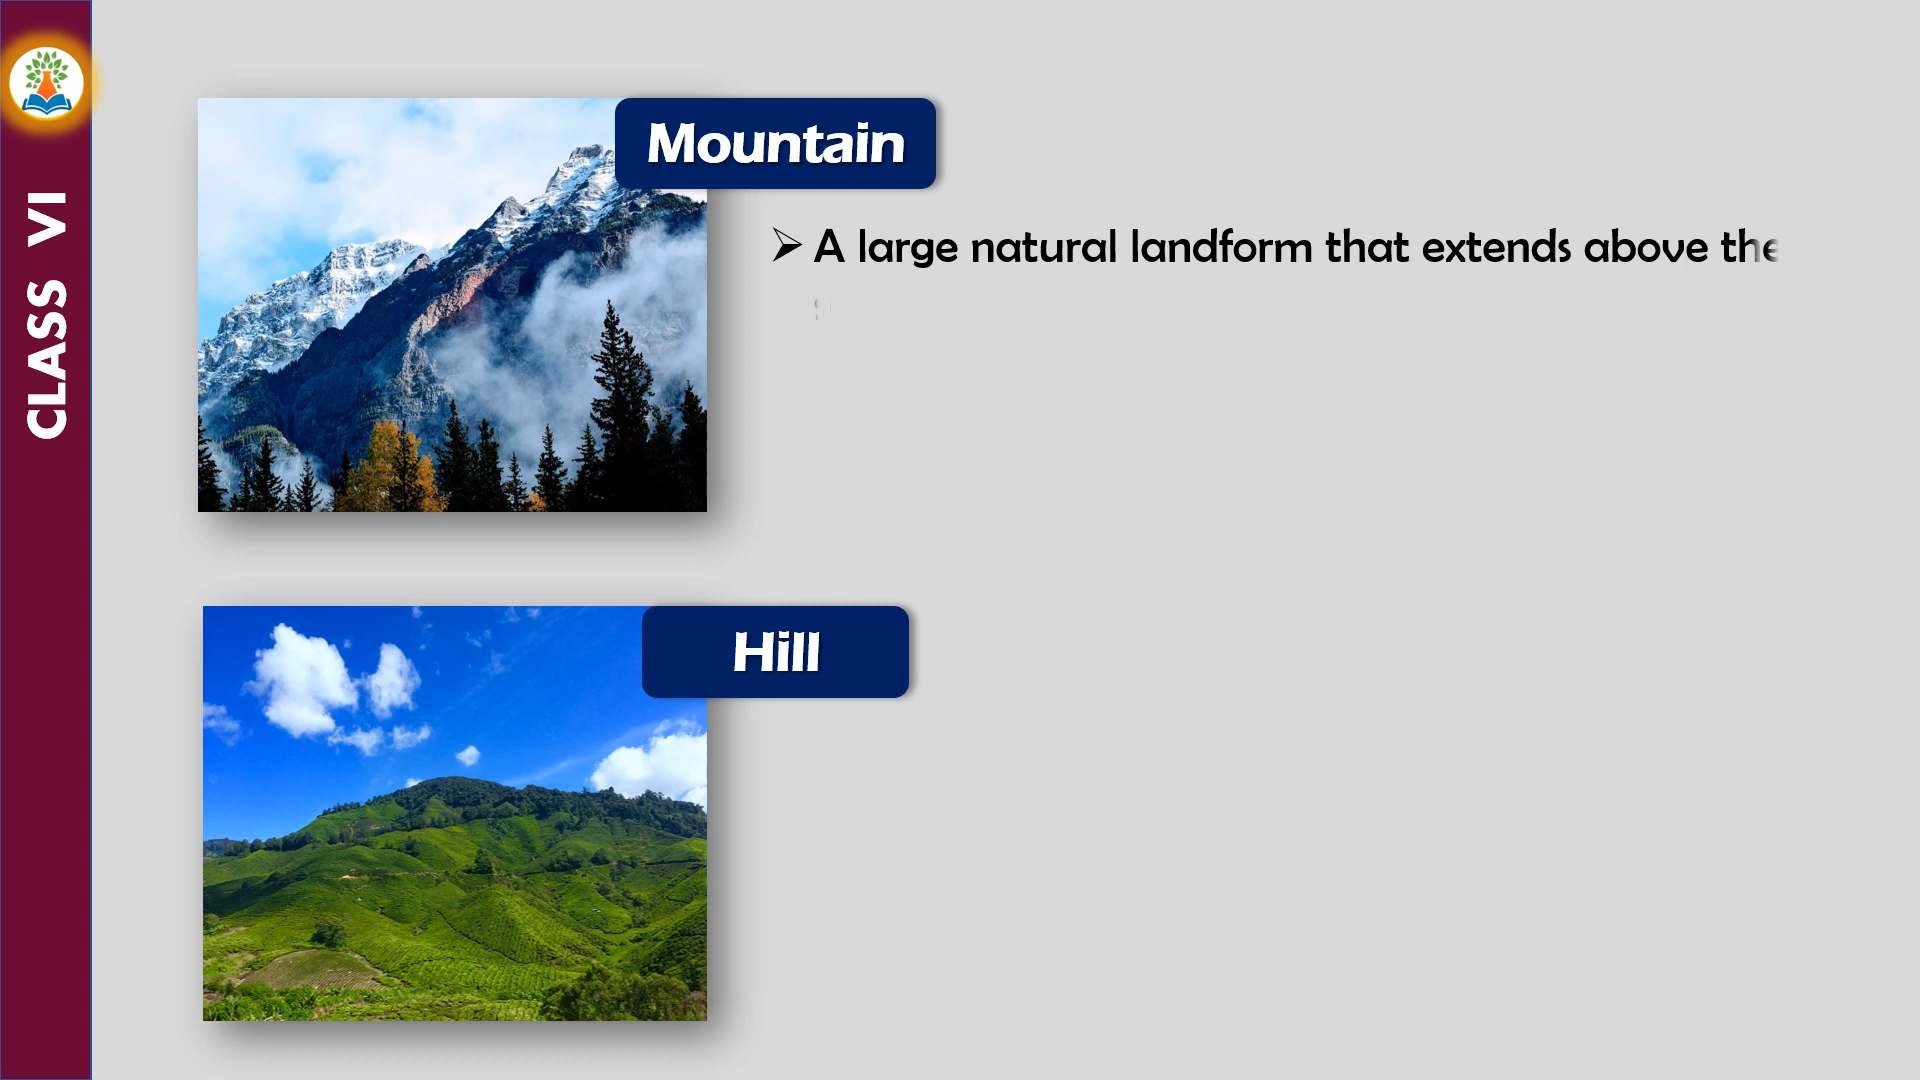 CLASS VI
Mountain
➢ A large natural landform that extends above the
Hill